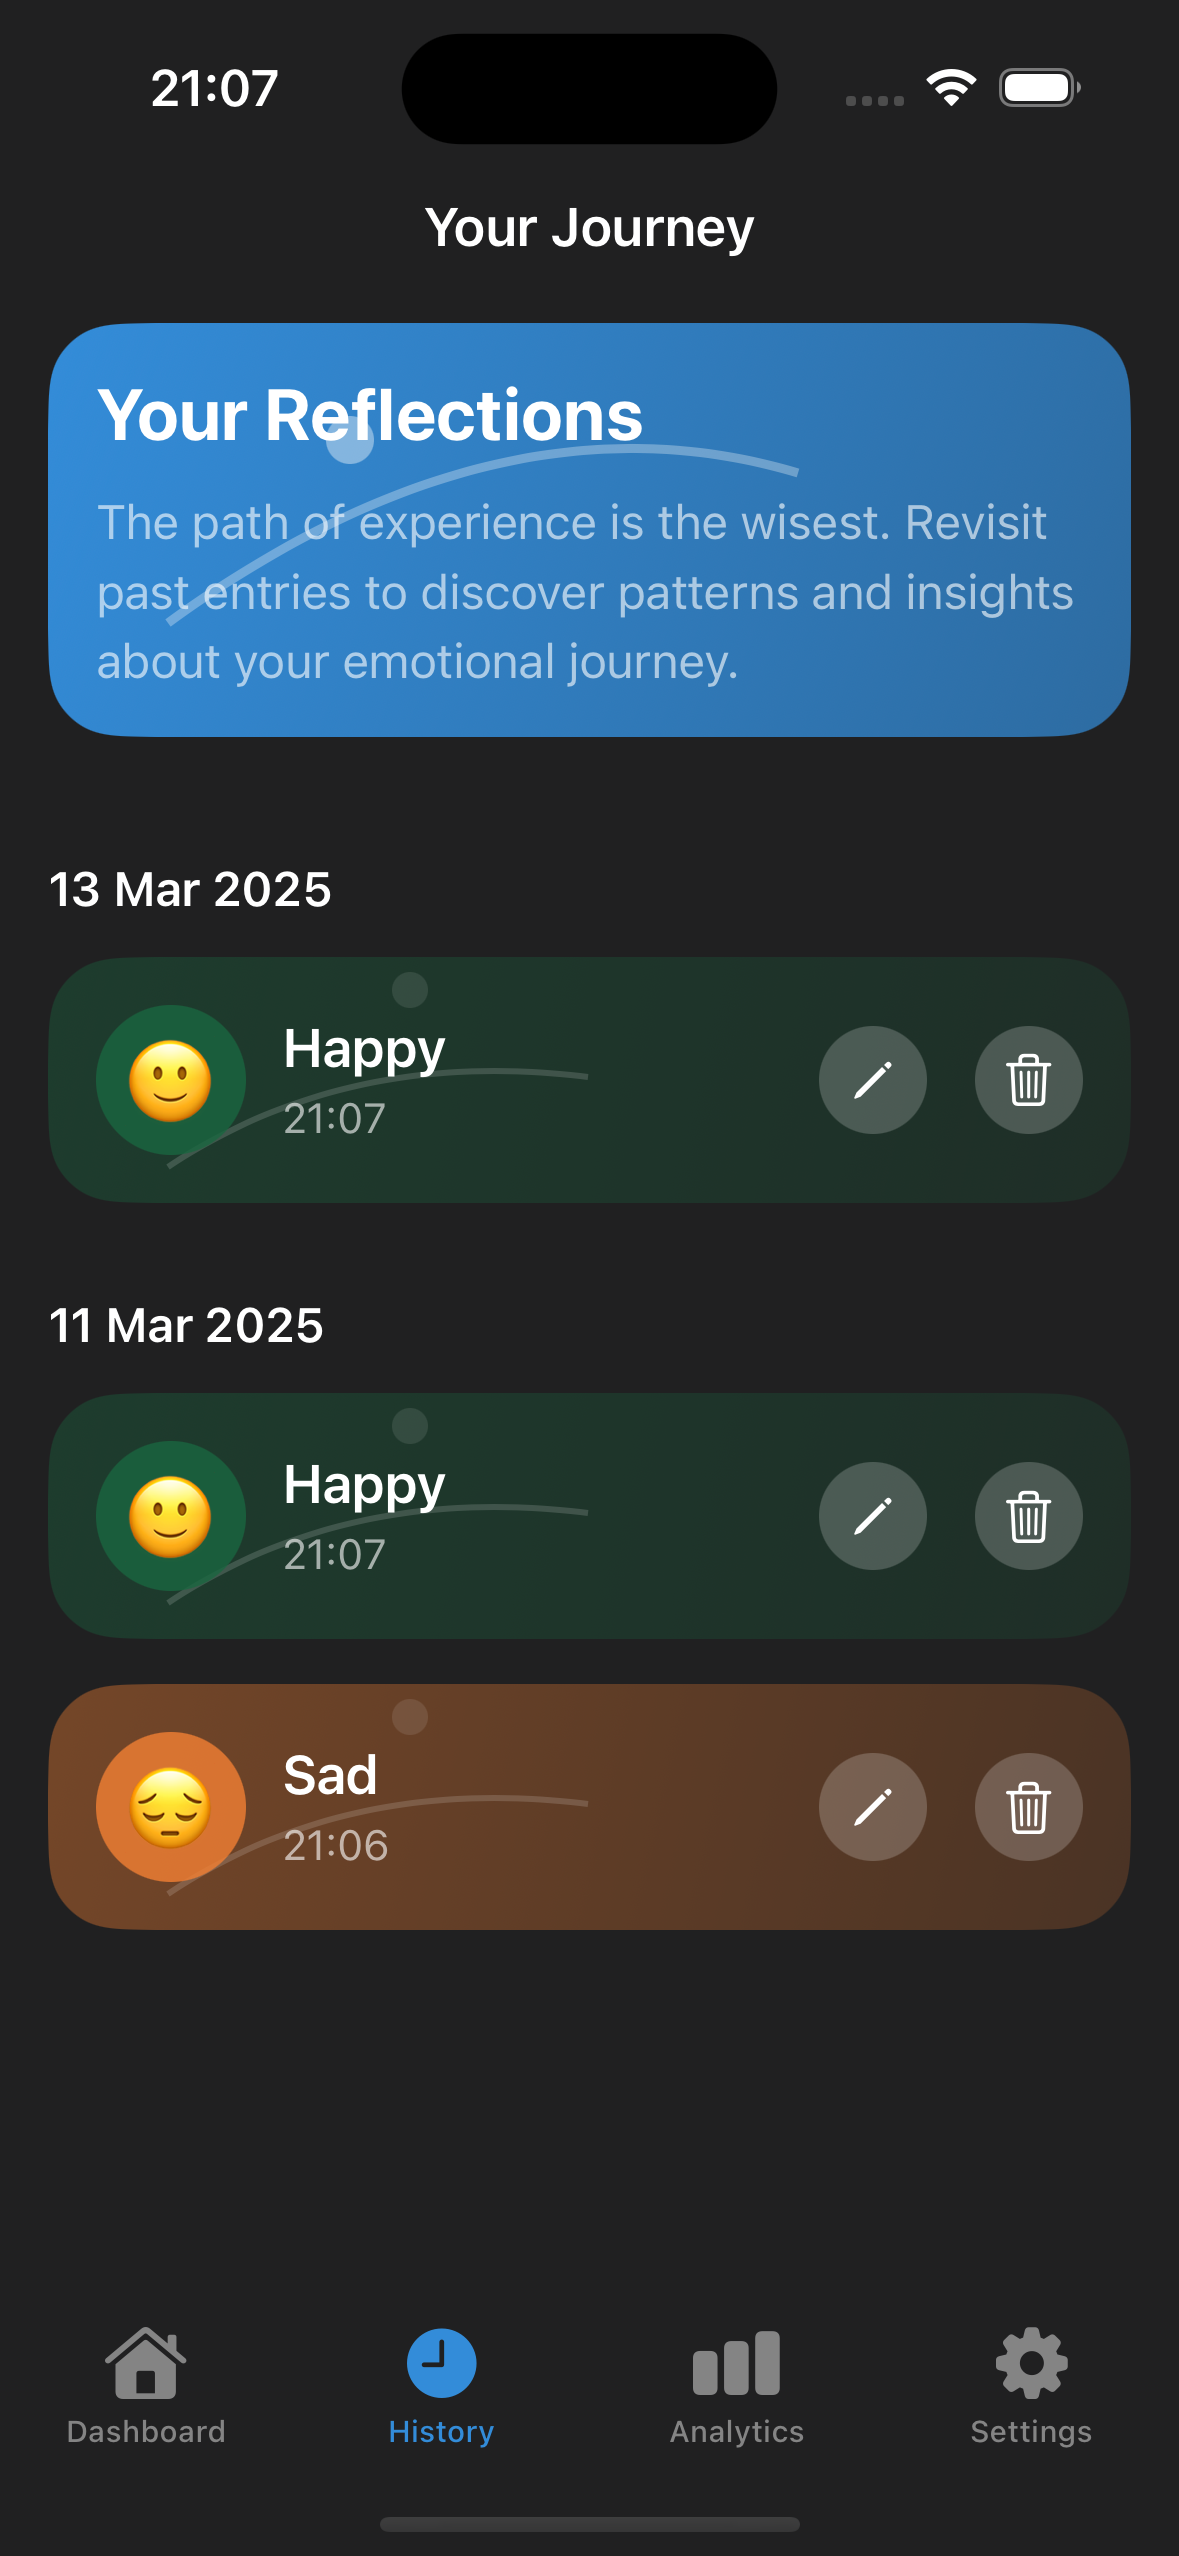 21:07
Your Journey
Your Reflections
The path of experience is the wisest. Revisit
past entries to discover patterns and insights
about your emotional journey.
13 Mar 2025
Happy
21:07
11 Mar 2025
Happy
21:07
Sad
21:06
Dashboard
History
Analytics
Settings